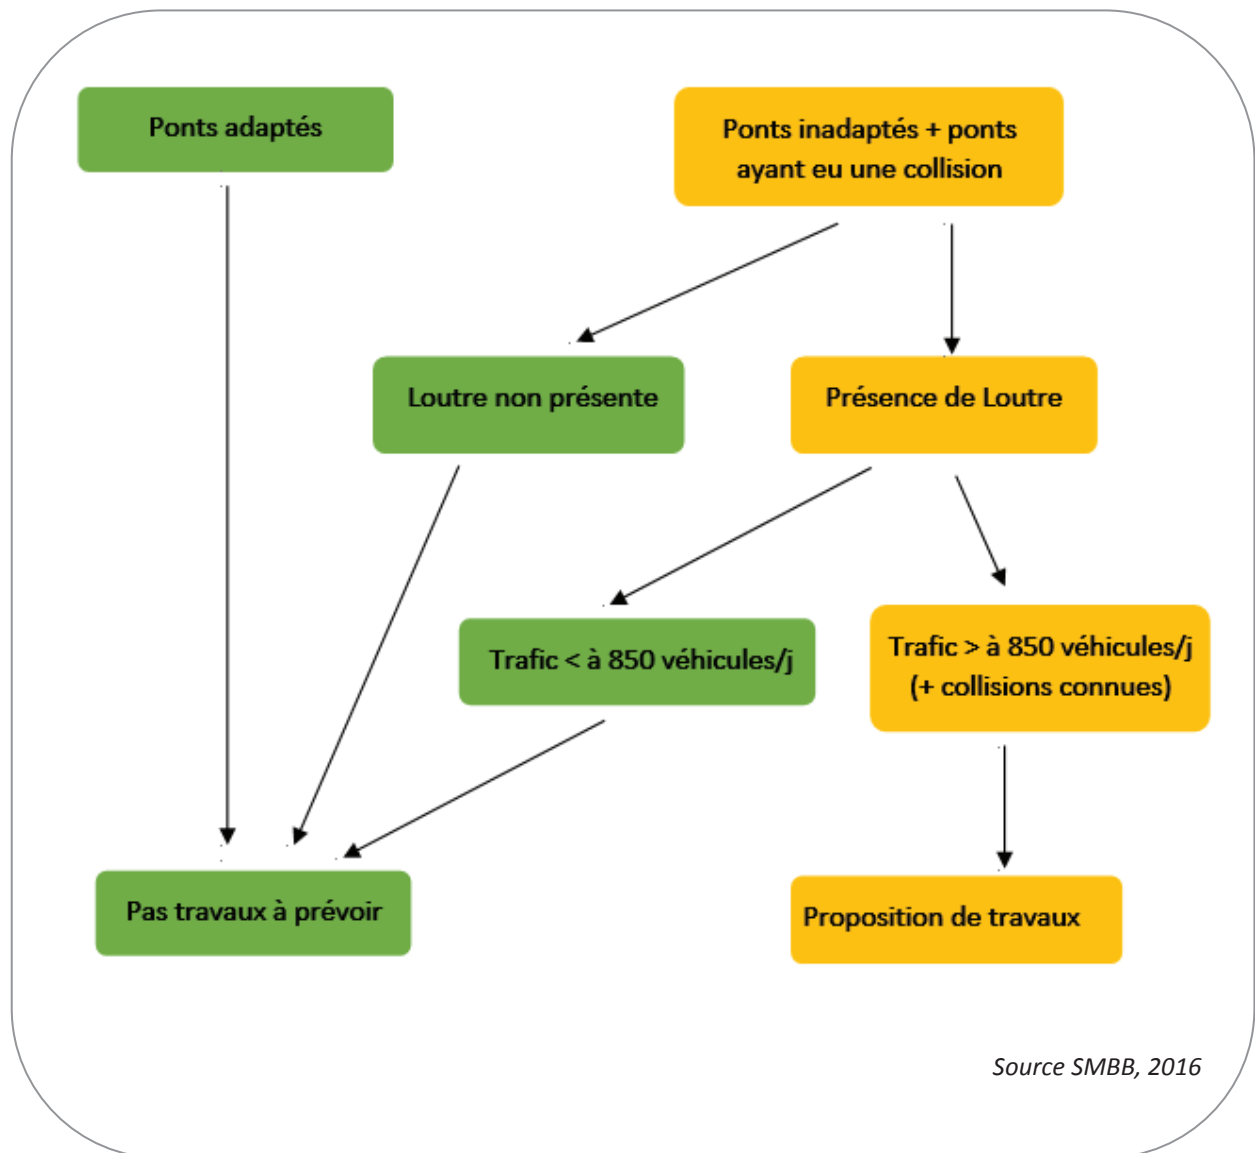 Ponts adaptés
Ponts inadaptés + ponts
ayant eu une collision
Loutre non présente
Présence de Loutre
Trafic < à 850 véhicules/j
Trafic > à 850 véhicules/j
(+ collisions connues)
Pas travaux à prévoir
Proposition de travaux
Source SMBB, 2016